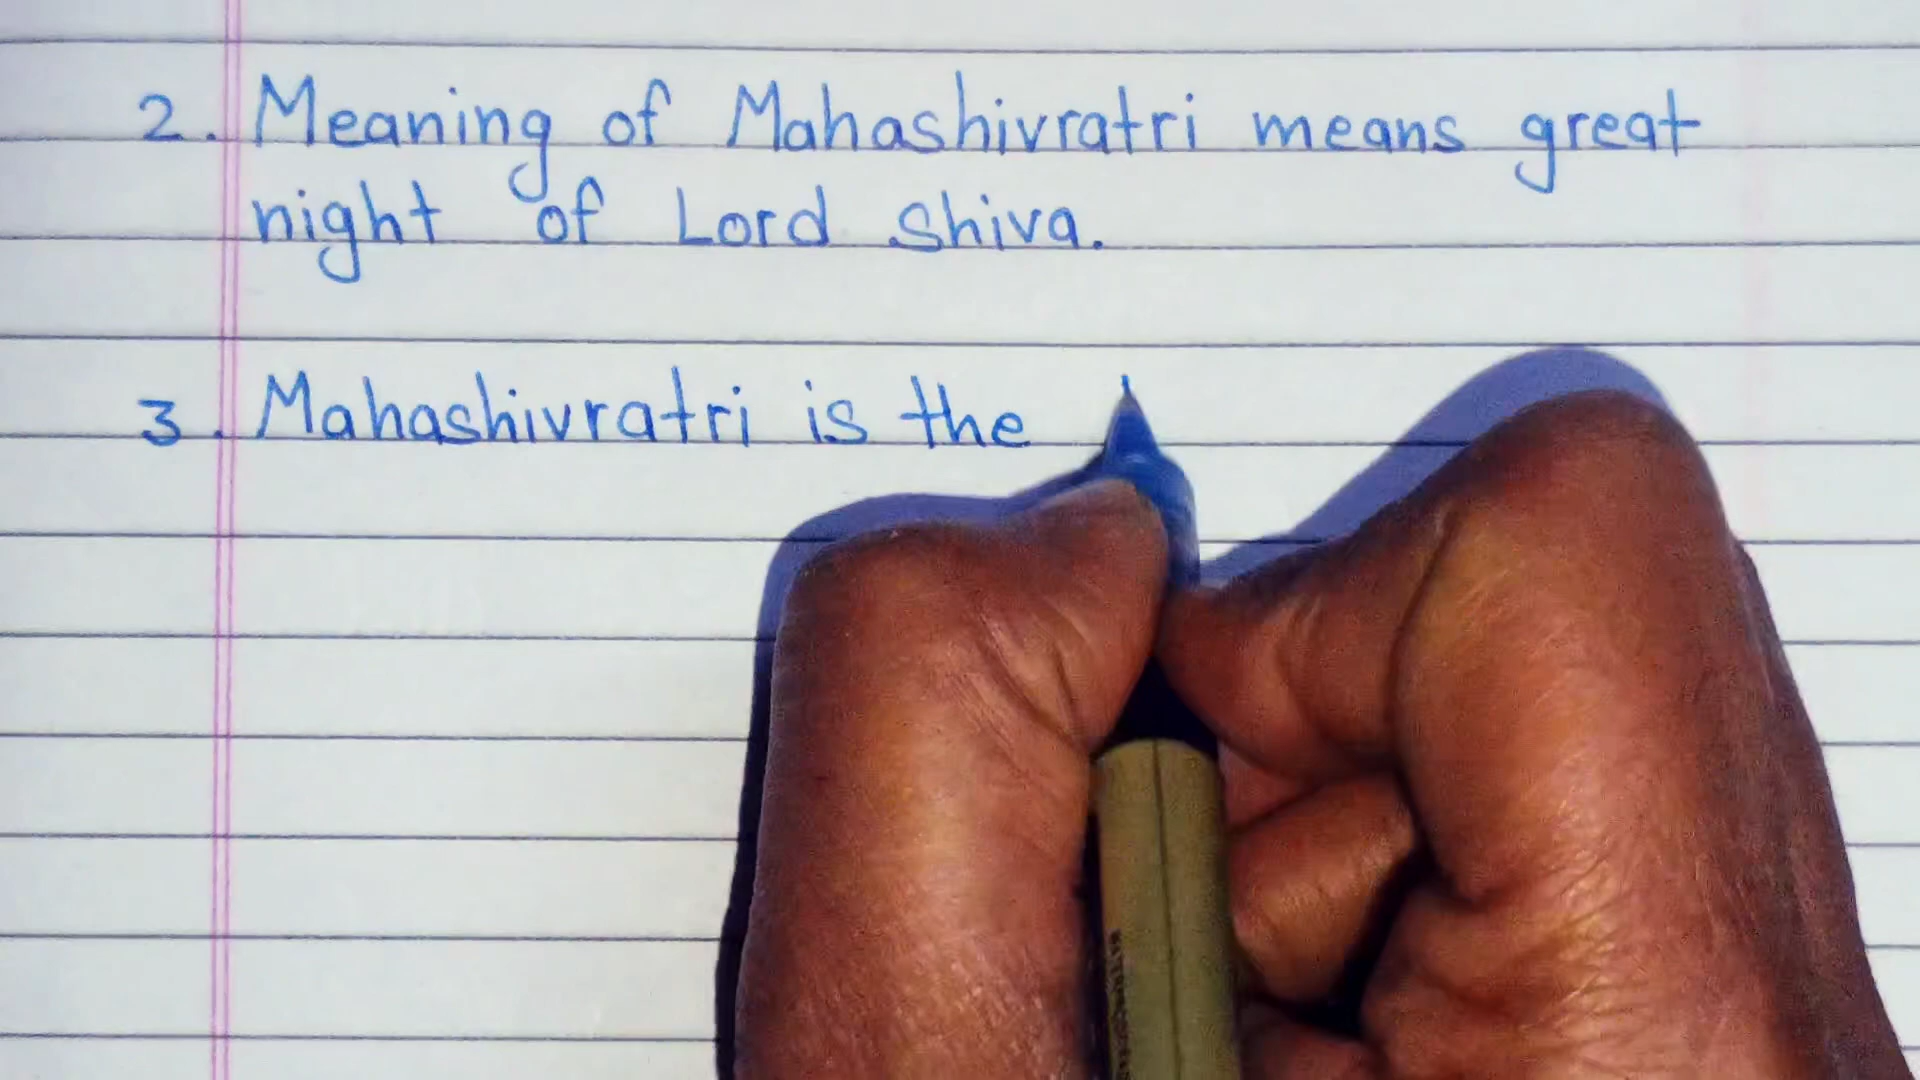 2. Meaning of Mahashivratri means great
night of Lord Shiva.
3. Mahashivratri is the